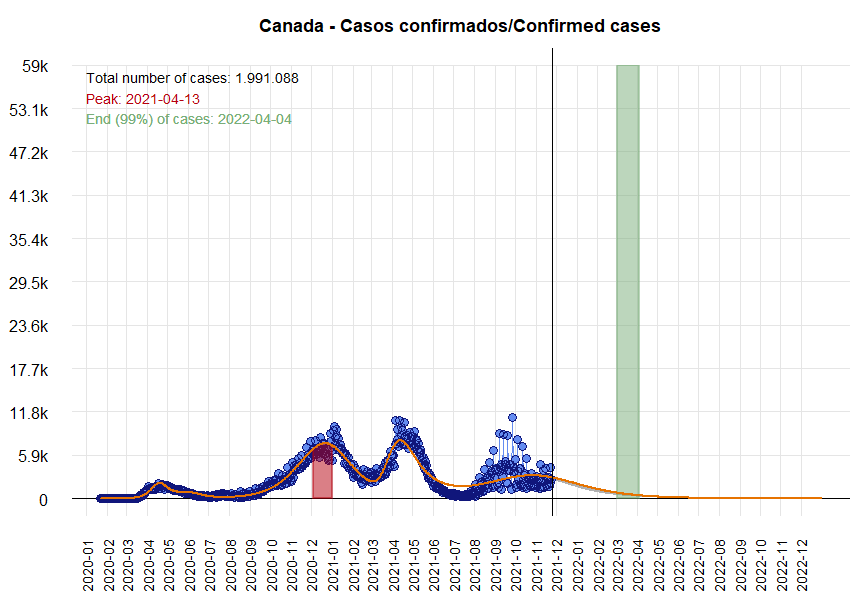 Canada - Casos confirmados/Confirmed cases
59k
53.1k
47.2k
41.3k
35.4k
29.5k
23.6k
17.7k
11.8k
5.9k
0
Total number of cases: 1.991.088
Peak: 2021-04-13
End (99%) of cases: 2022-04-04
2020-01
2020-02
2020-03
2020-04
2020-05
2020-06
2020-07
2020-08
2020-09
2020-10
2020-11
2020-12
2021-01
2021-02
2021-03
2021-04
2021-05
2021-06
2021-07
2021-08
2021-09
2021-10
2021-11
2021-12
2022-01
2022-02
2022-03
2022-04
2022-05
2022-06
2022-07
2022-08
2022-09
2022-10
2022-11
2022-12